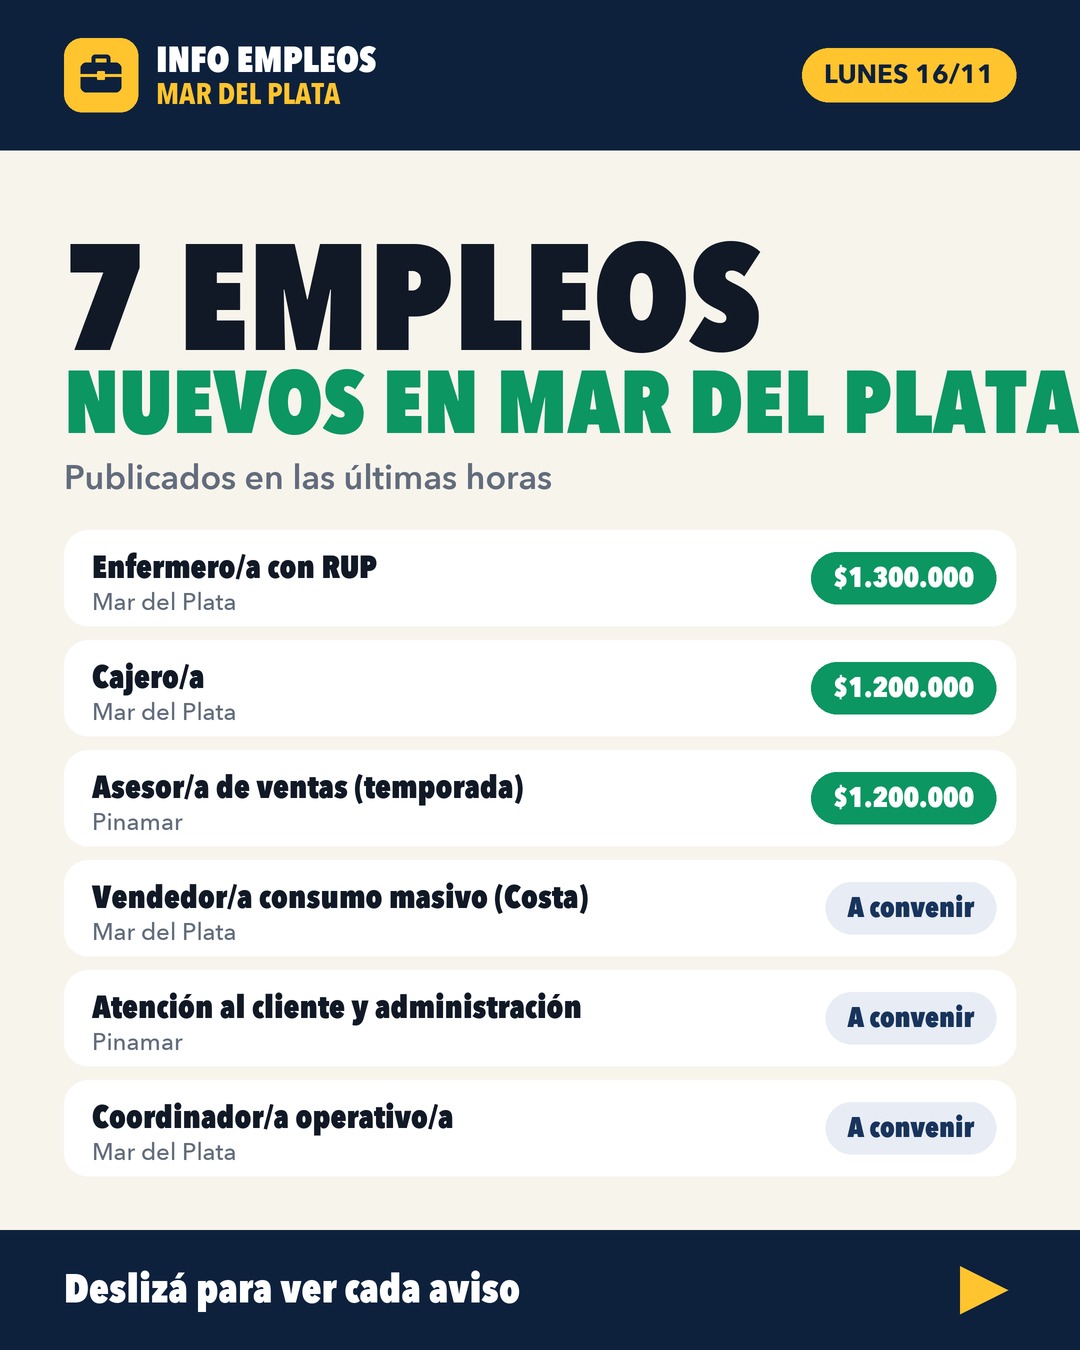 INFO EMPLEOS
MAR DEL PLATA
LUNES 16/11
7 EMPLEOS
NUEVOS EN MAR DEL PLATA
Publicados en las últimas horas
Enfermero/a con RUP
Mar del Plata
$1.300.000
Cajero/a
Mar del Plata
$1.200.000
Asesor/a de ventas (temporada)
Pinamar
$1.200.000
Vendedor/a consumo masivo (Costa)
Mar del Plata
A convenir
Atención al cliente y administración
Pinamar
A convenir
Coordinador/a operativo/a
Mar del Plata
A convenir
Deslizá para ver cada aviso